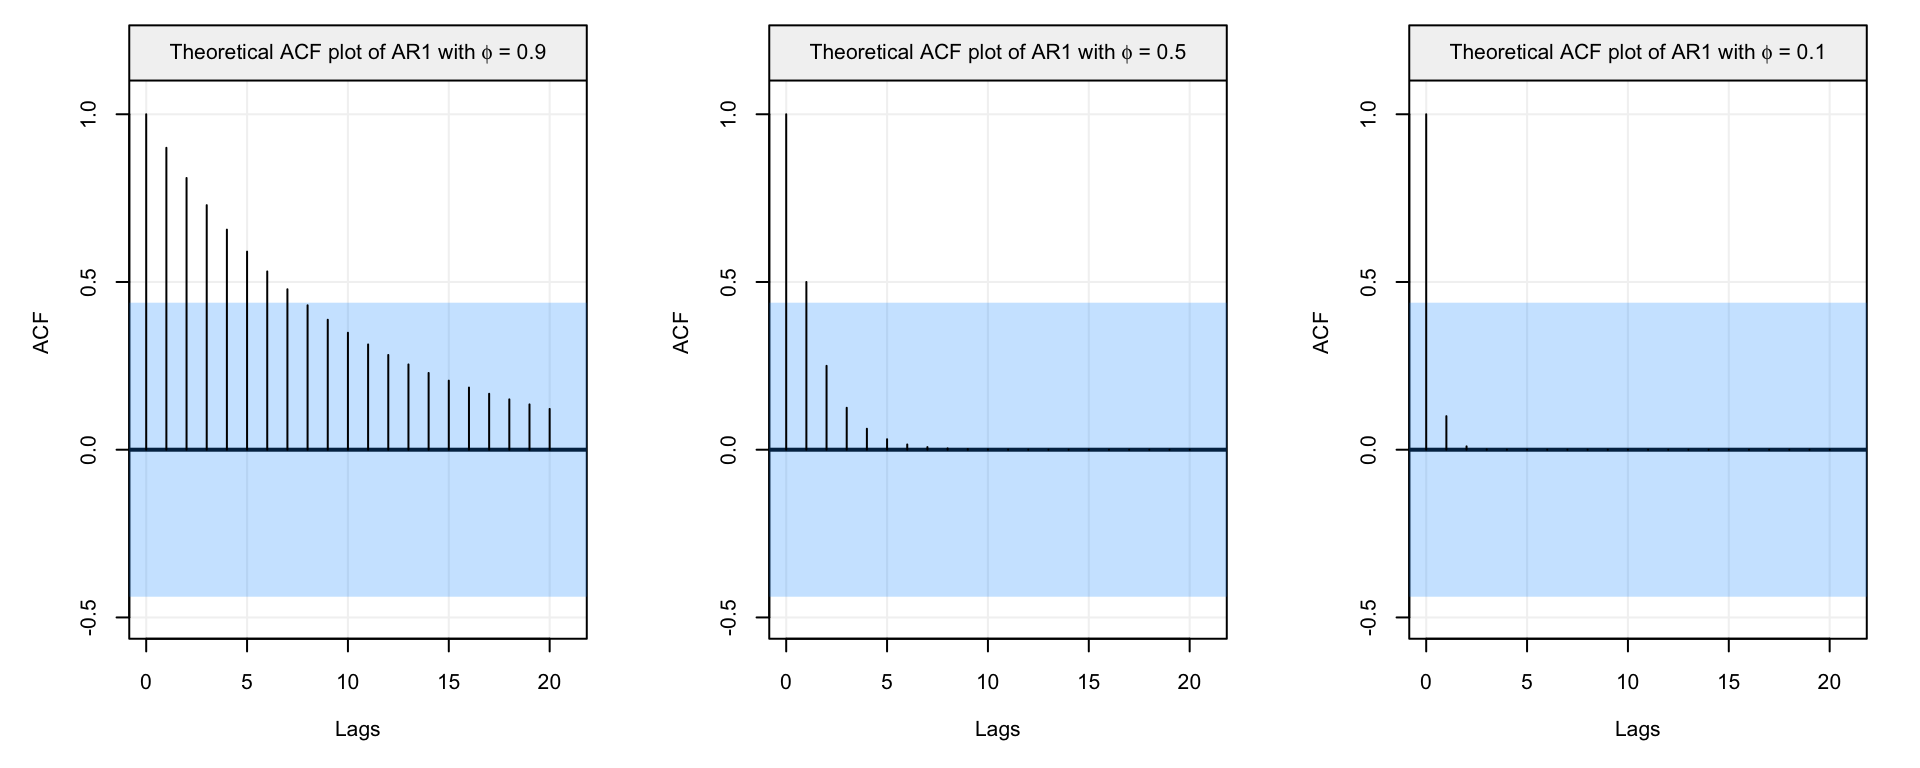 Theoretical ACF plot of AR1 with ϕ = 0.9
1.0
0.5
0.0
-0.5
ACF
0 5 10 15 20
Lags
Theoretical ACF plot of AR1 with ϕ = 0.5
1.0
0.5
0.0
-0.5
ACF
0 5 10 15 20
Lags
Theoretical ACF plot of AR1 with ϕ = 0.1
1.0
0.5
0.0
-0.5
ACF
0 5 10 15 20
Lags